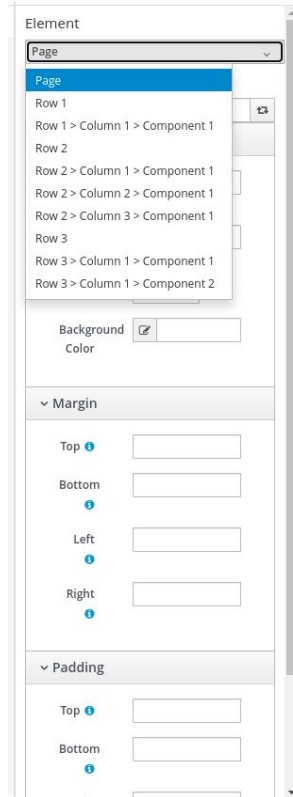 Element
Page
Page
Row 1
Row 1 > Column 1 > Component 1
Row 2
Row 2 > Column 1 > Component 1
Row 2 > Column 2 > Component 1
Row 2 > Column 3 > Component 1
Row 3
Row 3 > Column 1 > Component 1
Row 3 > Column 1 > Component 2
Background
Color
Margin
Top
Bottom
Left
Right
Padding
Top
Bottom